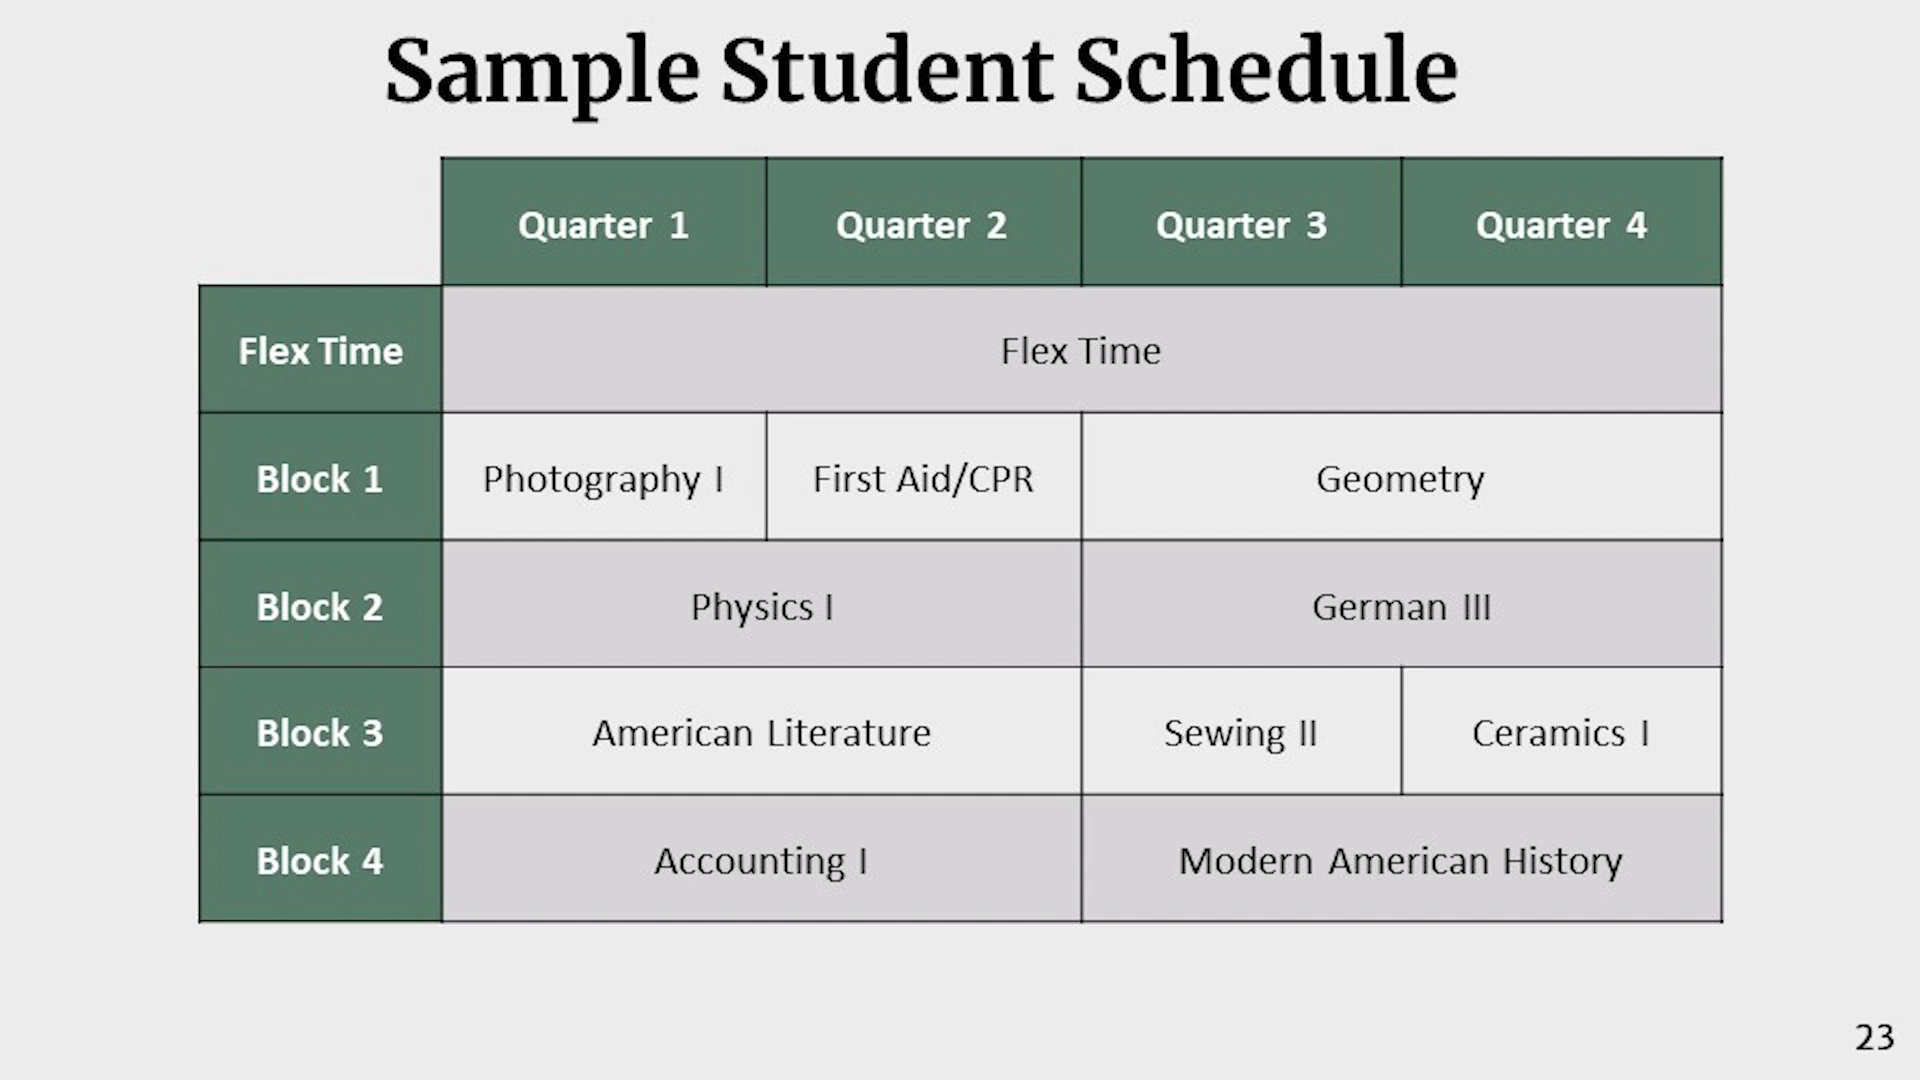 Sample Student Schedule
Quarter 1 Quarter 2 Quarter 3 Quarter 4
Flex Time Flex Time
Block 1 Photography I First Aid/CPR Geometry
Block 2 Physics I German III
Block 3 American Literature Sewing II Ceramics I
Block 4 Accounting I Modern American History
23